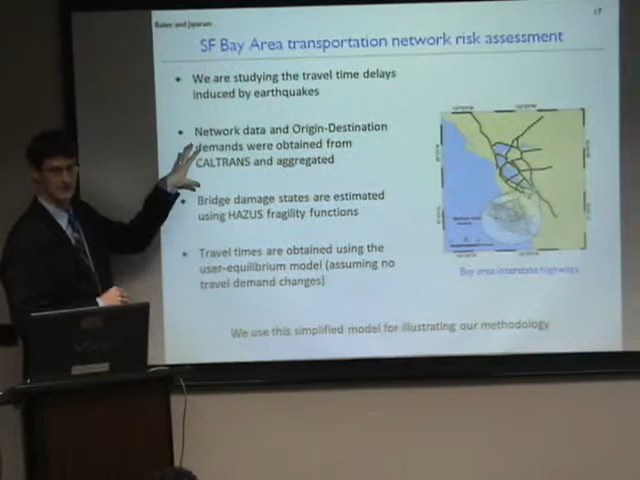 Baker and Jayaram
17
SF Bay Area transportation network risk assessment
• We are studying the travel time delays
induced by earthquakes
• Network data and Origin-Destination
demands were obtained from
CALTRANS and aggregated
• Bridge damage states are estimated
using HAZUS fragility functions
• Travel times are obtained using the
user-equilibrium model (assuming no
travel demand changes)
Bay area interstate highways
We use this simplified model for illustrating our methodology